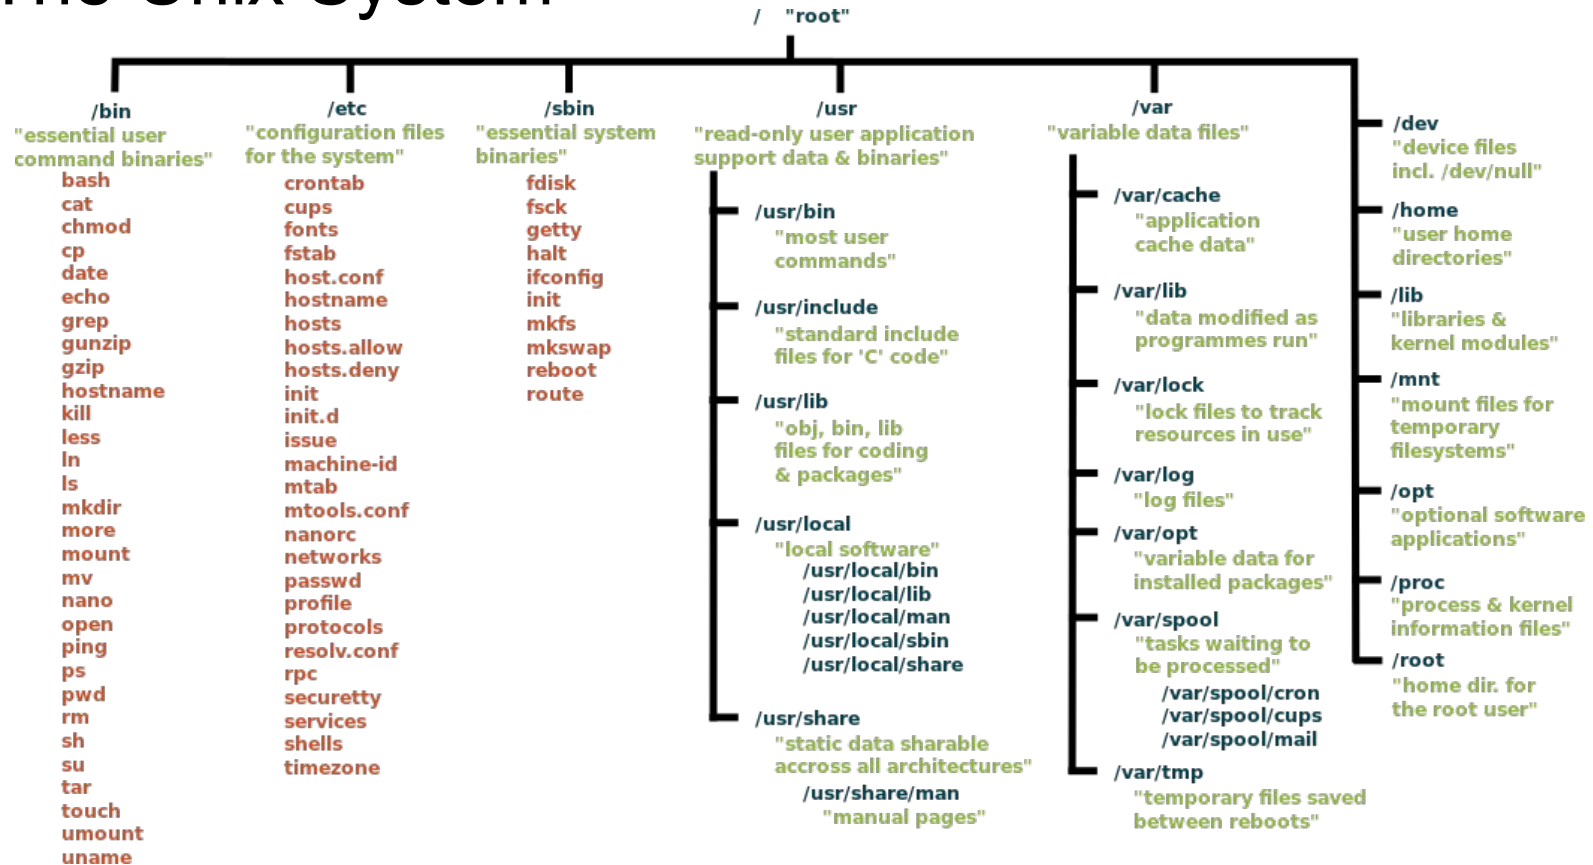 The Unix System
/ "root"
/bin
"essential user
command binaries"
bash
cat
chmod
cp
date
echo
grep
gunzip
gzip
hostname
kill
less
ln
ls
mkdir
more
mount
mv
nano
open
ping
ps
pwd
rm
sh
su
tar
touch
umount
uname
/etc
"configuration files
for the system"
crontab
cups
fonts
fstab
host.conf
hostname
hosts
hosts.allow
hosts.deny
init
init.d
issue
machine-id
mtab
mtools.conf
nanorc
networks
passwd
profile
protocols
resolv.conf
rpc
securetty
services
shells
timezone
/sbin
"essential system
binaries"
fdisk
fsck
getty
halt
ifconfig
init
mkfs
mkswap
reboot
route
/usr
"read-only user application
support data & binaries"
/usr/bin
"most user
commands"
/usr/include
"standard include
files for 'C' code"
/usr/lib
"obj, bin, lib
files for coding
& packages"
/usr/local
"local software"
/usr/local/bin
/usr/local/lib
/usr/local/man
/usr/local/sbin
/usr/local/share
/usr/share
"static data sharable
accross all architectures"
/usr/share/man
"manual pages"
/var
"variable data files"
/var/cache
"application
cache data"
/var/lib
"data modified as
programmes run"
/var/lock
"lock files to track
resources in use"
/var/log
"log files"
/var/opt
"variable data for
installed packages"
/var/spool
"tasks waiting to
be processed"
/var/spool/cron
/var/spool/cups
/var/spool/mail
/var/tmp
"temporary files saved
between reboots"
/dev
"device files
incl. /dev/null"
/home
"user home
directories"
/lib
"libraries &
kernel modules"
/mnt
"mount files for
temporary
filesystems"
/opt
"optional software
applications"
/proc
"process & kernel
information files"
/root
"home dir. for
the root user"